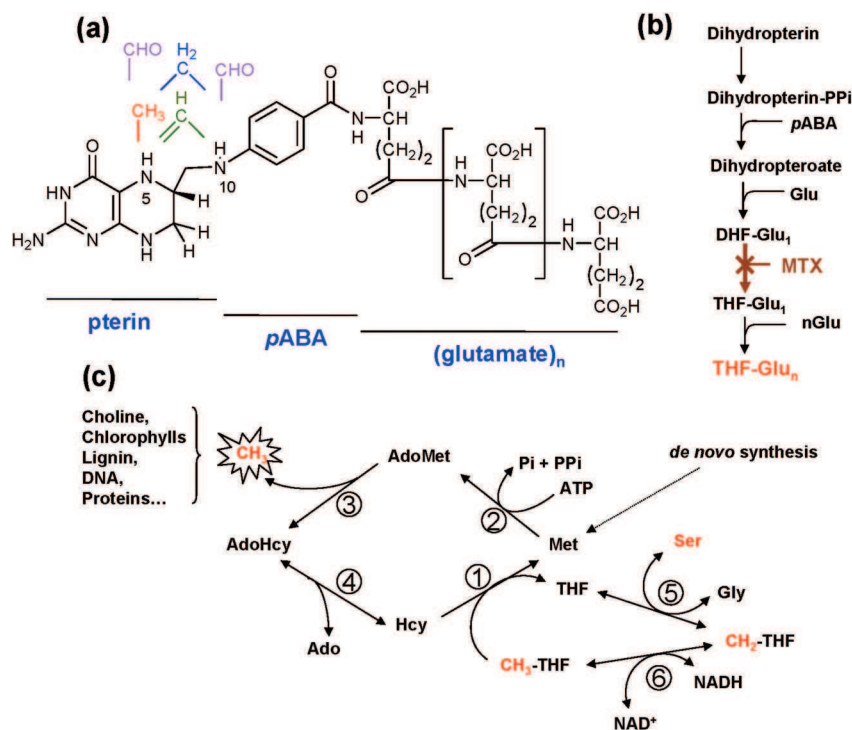 (a)
CHO
H2
C
CHO
CH3
H
C
O
HN
H2N
N
N
H
H
N
5
H
H
H
H
N
10
O
N
H
CO2H
(CH2)2
O
N
H
CO2H
(CH2)2
O
n
N
H
CO2H
(CH2)2
CO2H
pterin
pABA
(glutamate)n
(b)
Dihydropterin
Dihydropterin-PPi
pABA
Dihydropteroate
Glu
DHF-Glu1
MTX
THF-Glu1
nGlu
THF-Glun
(c)
Choline,
Chlorophylls
Lignin,
DNA,
Proteins...
CH3
AdoMet
Pi + PPi
ATP
de novo synthesis
3
2
AdoHcy
Met
Ser
4
1
THF
5
Gly
Ado
Hcy
CH3-THF
CH2-THF
6
NADH
NAD+